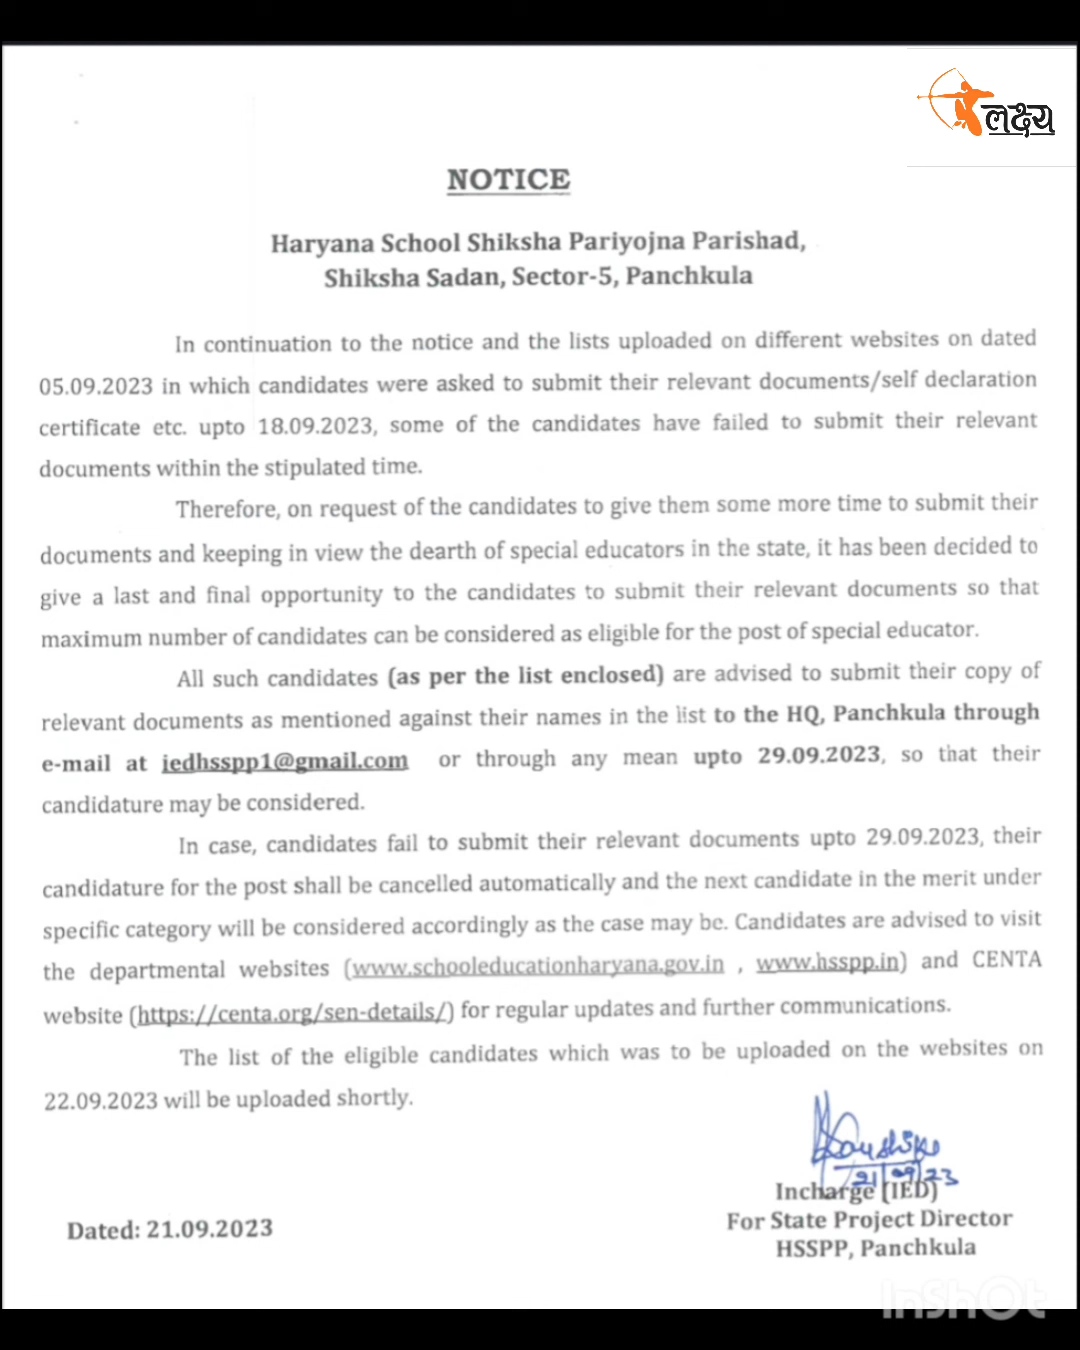 लक्ष्य
NOTICE
Haryana School Shiksha Pariyojna Parishad,
Shiksha Sadan, Sector-5, Panchkula
In continuation to the notice and the lists uploaded on different websites on dated
05.09.2023 in which candidates were asked to submit their relevant documents/self declaration
certificate etc. upto 18.09.2023, some of the candidates have failed to submit their relevant
documents within the stipulated time.
Therefore, on request of the candidates to give them some more time to submit their
documents and keeping in view the dearth of special educators in the state, it has been decided to
give a last and final opportunity to the candidates to submit their relevant documents so that
maximum number of candidates can be considered as eligible for the post of special educator.
All such candidates (as per the list enclosed) are advised to submit their copy of
relevant documents as mentioned against their names in the list to the HQ, Panchkula through
e-mail at iedhsspp1@gmail.com or through any mean upto 29.09.2023, so that their
candidature may be considered.
In case, candidates fail to submit their relevant documents upto 29.09.2023, their
candidature for the post shall be cancelled automatically and the next candidate in the merit under
specific category will be considered accordingly as the case may be. Candidates are advised to visit
the departmental websites (www.schooleducationharyana.gov.in , www.hsspp.in) and CENTA
website (https://centa.org/sen-details/) for regular updates and further communications.
The list of the eligible candidates which was to be uploaded on the websites on
22.09.2023 will be uploaded shortly.
21/09/23
Incharge (IED)
For State Project Director
HSSPP, Panchkula
Dated: 21.09.2023
InShOt